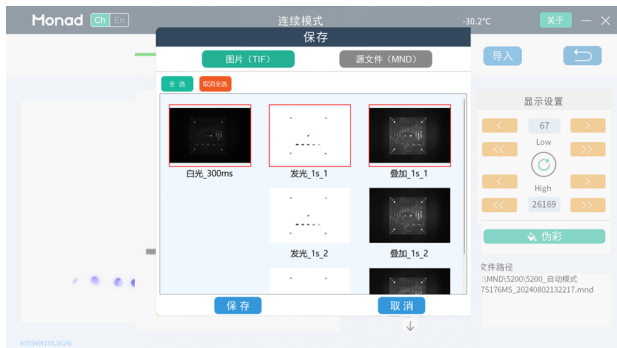 Monad Ch En 连续模式 -30.2°C 关于
保存
图片（TIF） 源文件（MND） 导入
全选 取消全选
显示设置
67
Low
白光_300ms 发光_1s_1 叠加_1s_1
High
26169
伪彩
发光_1s_2 叠加_1s_2
文件路径
:\MND\5200\5200_自动模式
7S176MS_20240802132217.mnd
保存 取消
65534(4135,1624)